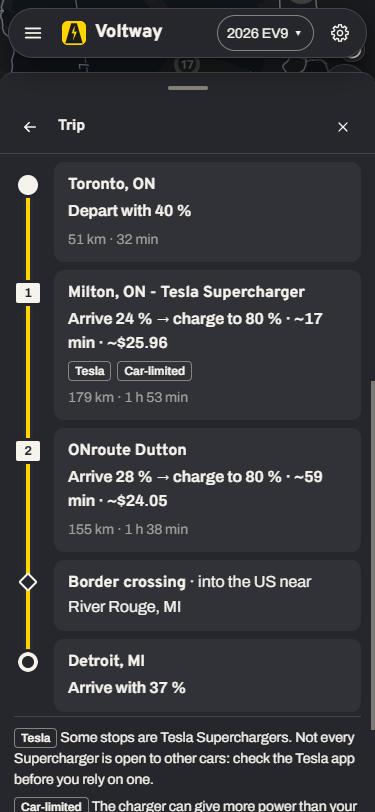 Voltway
2026 EV9 ▼
17
← Trip ×
Toronto, ON
Depart with 40 %
51 km · 32 min
1
Milton, ON - Tesla Supercharger
Arrive 24 % → charge to 80 % · ~17
min · ~$25.96
Tesla Car-limited
179 km · 1 h 53 min
2
ONroute Dutton
Arrive 28 % → charge to 80 % · ~59
min · ~$24.05
155 km · 1 h 38 min
Border crossing · into the US near
River Rouge, MI
Detroit, MI
Arrive with 37 %
Tesla Some stops are Tesla Superchargers. Not every
Supercharger is open to other cars: check the Tesla app
before you rely on one.
Car-limited The charger can give more power than your